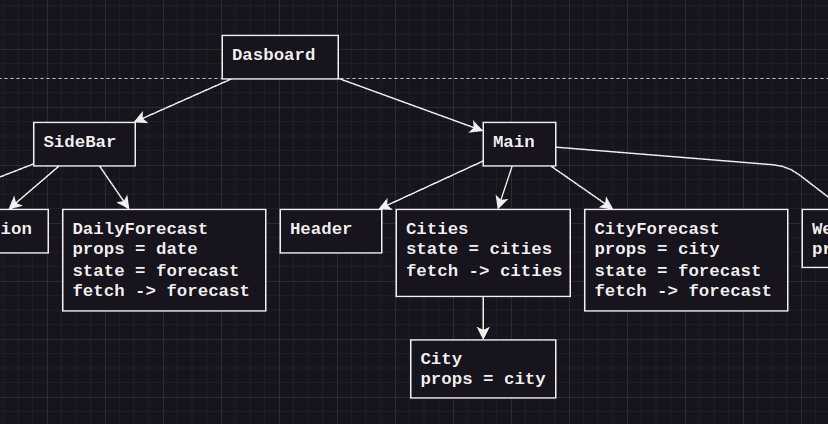 Dasboard
SideBar
Main
ion
DailyForecast
props = date
state = forecast
fetch -> forecast
Header
Cities
state = cities
fetch -> cities
CityForecast
props = city
state = forecast
fetch -> forecast
We
pr
City
props = city